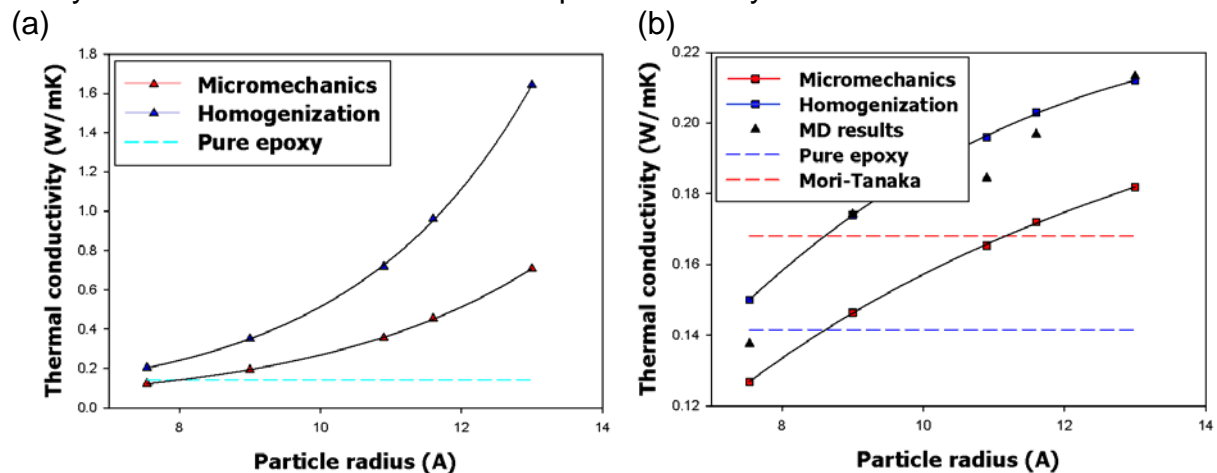 (a)
Thermal conductivity (W/mK)
1.8
1.6
1.4
1.2
1.0
0.8
0.6
0.4
0.2
0.0
Micromechanics
Homogenization
Pure epoxy
8
10
12
14
Particle radius (A)
(b)
Thermal conductivity (W/mK)
0.22
0.20
0.18
0.16
0.14
0.12
Micromechanics
Homogenization
MD results
Pure epoxy
Mori-Tanaka
8
10
12
14
Particle radius (A)